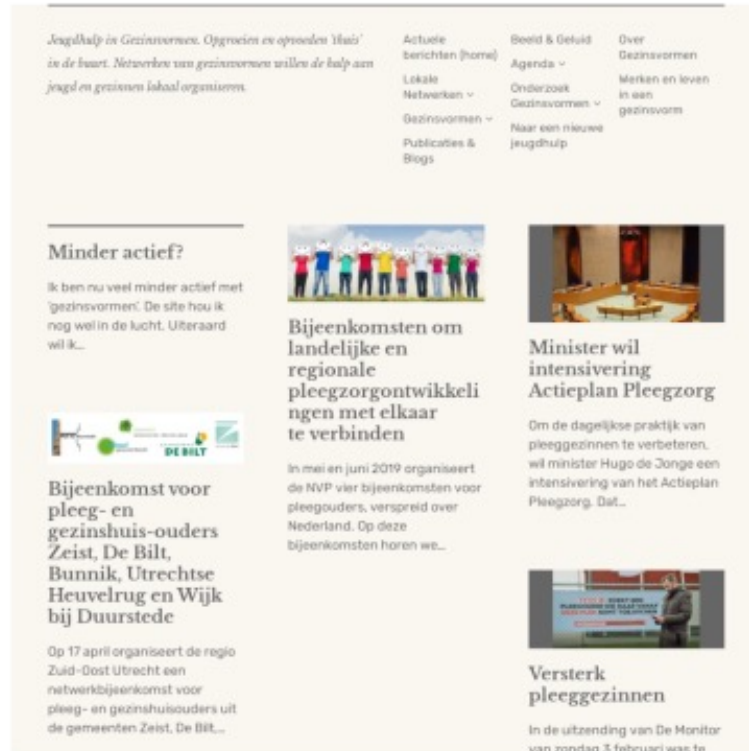 Jeugdhulp in Gezinsvormen. Opgroeien en opvoeden 'thuis'
in de buurt. Netwerken van gezinsvormen willen de hulp aan
jeugd en gezinnen lokaal organiseren.
Actuele
berichten (home)
Lokale
Netwerken
Gezinsvormen
Publicaties &
Blogs
Beeld & Geluid
Agenda
Onderzoek
Gezinsvormen
Naar een nieuwe
jeugdhulp
Over
Gezinsvormen
Werken en leven
in een
gezinsvorm
Minder actief?
Ik ben nu veel minder actief met
'gezinsvormen'. De site hou ik
nog wel in de lucht. Uiteraard
wil ik...
DE BILT
Bijeenkomst voor
pleeg- en
gezinshuis-ouders
Zeist, De Bilt,
Bunnik, Utrechtse
Heuvelrug en Wijk
bij Duurstede
Op 17 april organiseert de regio
Zuid-Oost Utrecht een
netwerkbijeenkomst voor
pleeg- en gezinshuisouders uit
de gemeenten Zeist, De Bilt,...
Bijeenkomsten om
landelijke en
regionale
pleegzorgontwikkeli
ngen met elkaar
te verbinden
In mei en juni 2019 organiseert
de NVP vier bijeenkomsten voor
pleegouders, verspreid over
Nederland. Op deze
bijeenkomsten horen we...
Minister wil
intensivering
Actieplan Pleegzorg
Om de dagelijkse praktijk van
pleeggezinnen te verbeteren,
wil minister Hugo de Jonge een
intensivering van het Actieplan
Pleegzorg. Dat...
Versterk
pleeggezinnen
In de uitzending van De Monitor
van zondag 3 februari was te